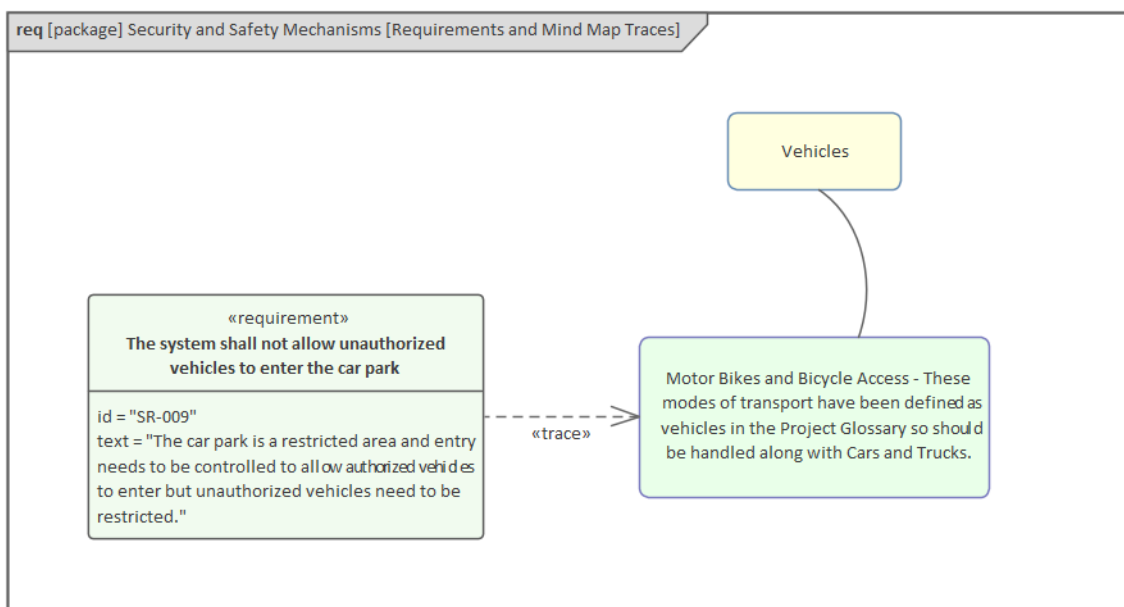 req [package] Security and Safety Mechanisms [Requirements and Mind Map Traces]
Vehicles
«requirement»
The system shall not allow unauthorized
vehicles to enter the car park
id = "SR-009"
text = "The car park is a restricted area and entry
needs to be controlled to allow authorized vehicles
to enter but unauthorized vehicles need to be
restricted."
«trace»
Motor Bikes and Bicycle Access - These
modes of transport have been defined as
vehicles in the Project Glossary so should
be handled along with Cars and Trucks.